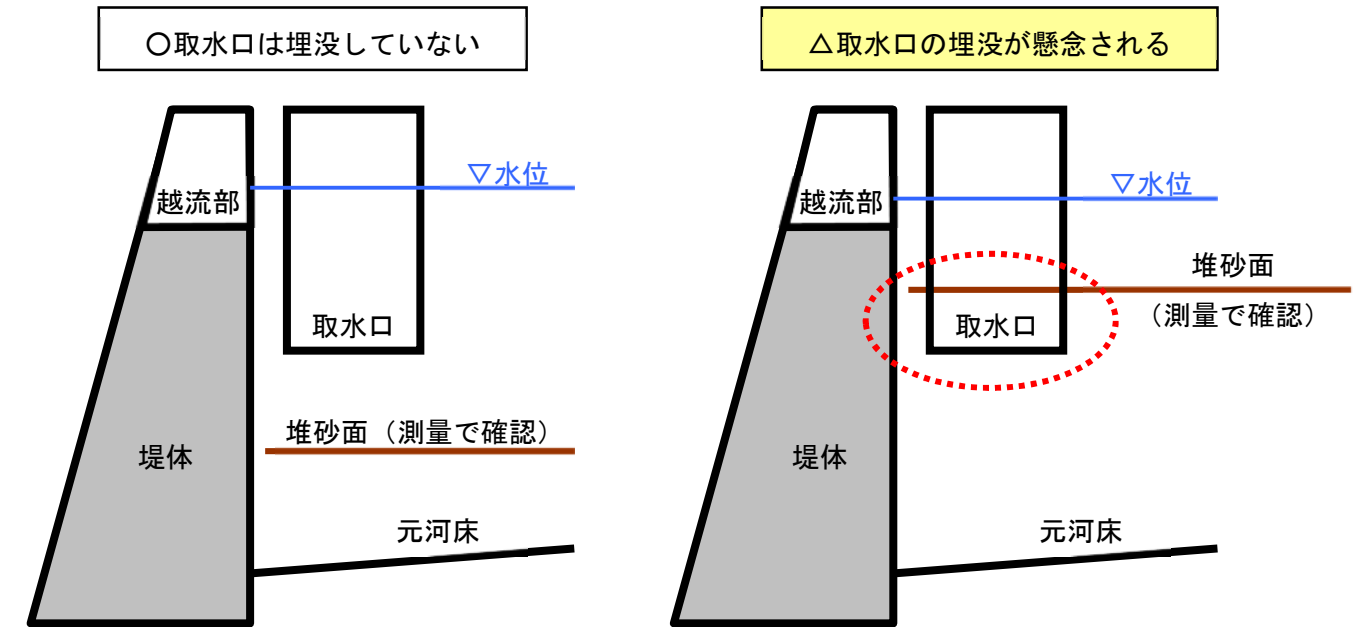 〇取水口は埋没していない
▽水位
越流部
取水口
堆砂面（測量で確認）
堤体
元河床
△取水口の埋没が懸念される
▽水位
越流部
堆砂面
（測量で確認）
取水口
堤体
元河床